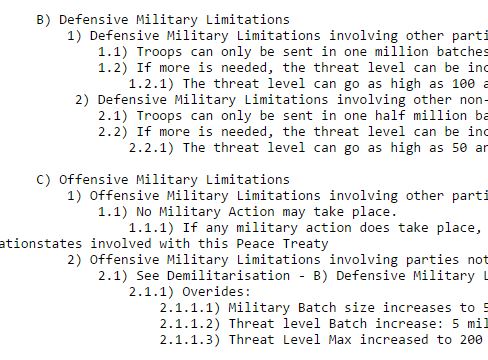 B) Defensive Military Limitations
1) Defensive Military Limitations involving other parti
1.1) Troops can only be sent in one million batches
1.2) If more is needed, the threat level can be inc
1.2.1) The threat level can go as high as 100 a
2) Defensive Military Limitations involving other non-
2.1) Troops can only be sent in one half million ba
2.2) If more is needed, the threat level can be inc
2.2.1) The threat level can go as high as 50 an
C) Offensive Military Limitations
1) Offensive Military Limitations involving other parti
1.1) No Military Action may take place.
1.1.1) If any military action does take place,
ationstates involved with this Peace Treaty
2) Offensive Military Limitations involving parties not
2.1) See Demilitarisation - B) Defensive Military L
2.1.1) Overides:
2.1.1.1) Military Batch size increases to 5
2.1.1.2) Threat level Batch increase: 5 mil
2.1.1.3) Threat Level Max increased to 200